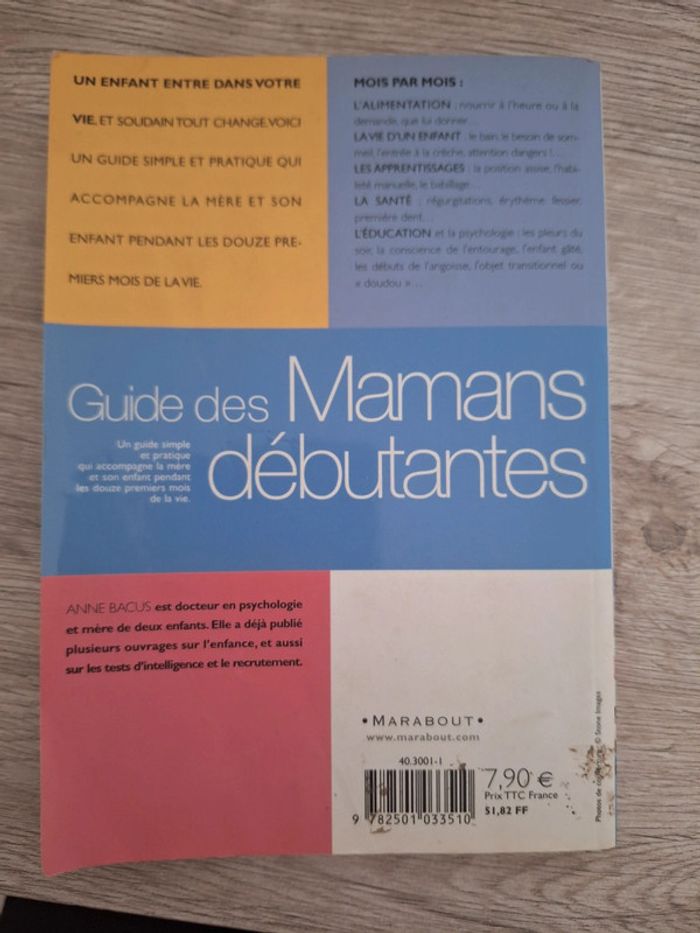 UN ENFANT ENTRE DANS VOTRE
VIE, ET SOUDAIN TOUT CHANGE. VOICI
UN GUIDE SIMPLE ET PRATIQUE QUI
ACCOMPAGNE LA MÈRE ET SON
ENFANT PENDANT LES DOUZE PRE-
MIERS MOIS DE LA VIE.
MOIS PAR MOIS :
L'ALIMENTATION : nourrir à l'heure ou à la
demande, que lui donner…
LA VIE D'UN ENFANT : le bain, le besoin de som-
meil, l'entrée à la crèche, attention dangers !…
LES APPRENTISSAGES : la position assise, l'habi-
leté manuelle, le babillage…
LA SANTÉ : régurgitations, érythème fessier,
première dent…
L'ÉDUCATION et la psychologie : les pleurs du
soir, la conscience de l'entourage, l'enfant gâté,
les débuts de l'angoisse, l'objet transitionnel ou
« doudou »…
Guide des Mamans
débutantes
Un guide simple
et pratique
qui accompagne la mère
et son enfant pendant
les douze premiers mois
de la vie.
ANNE BACUS est docteur en psychologie
et mère de deux enfants. Elle a déjà publié
plusieurs ouvrages sur l'enfance, et aussi
sur les tests d'intelligence et le recrutement.
• MARABOUT •
www.marabout.com
40.3001-1
9 782501 033510
7,90 €
Prix TTC France
51,82 FF
Photos de © Stone Images